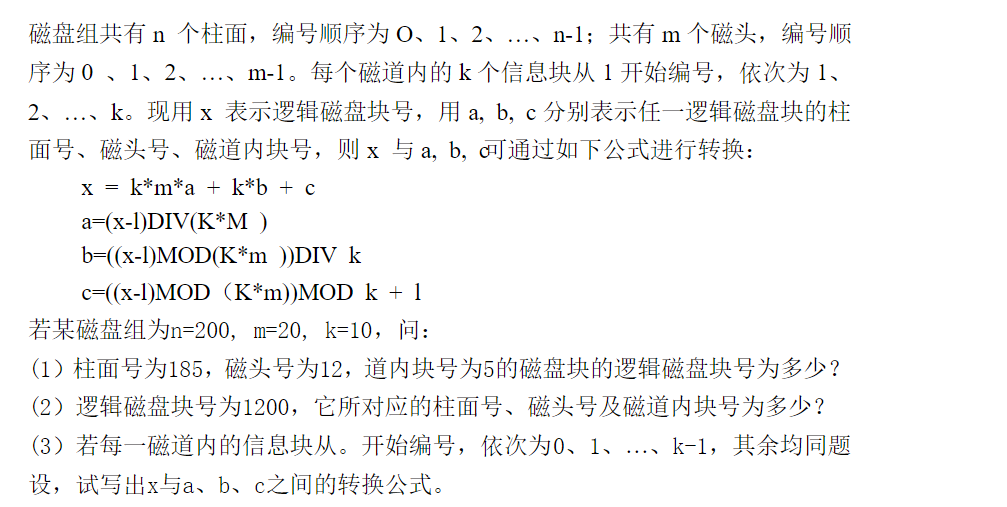 磁盘组共有 n 个柱面，编号顺序为 O、1、2、…、n-1；共有 m 个磁头，编号顺
序为 0 、1、2、…、m-1。每个磁道内的 k 个信息块从 1 开始编号，依次为 1、
2、…、k。现用 x 表示逻辑磁盘块号，用 a, b, c 分别表示任一逻辑磁盘块的柱
面号、磁头号、磁道内块号，则 x 与 a, b, c可通过如下公式进行转换：
x = k*m*a + k*b + c
a=(x-l)DIV(K*M )
b=((x-l)MOD(K*m ))DIV k
c=((x-l)MOD（K*m))MOD k + l
若某磁盘组为n=200, m=20, k=10，问：
(1）柱面号为185，磁头号为12，道内块号为5的磁盘块的逻辑磁盘块号为多少？
(2）逻辑磁盘块号为1200，它所对应的柱面号、磁头号及磁道内块号为多少？
(3）若每一磁道内的信息块从。开始编号，依次为0、1、…、k-1，其余均同题
设，试写出x与a、b、c之间的转换公式。